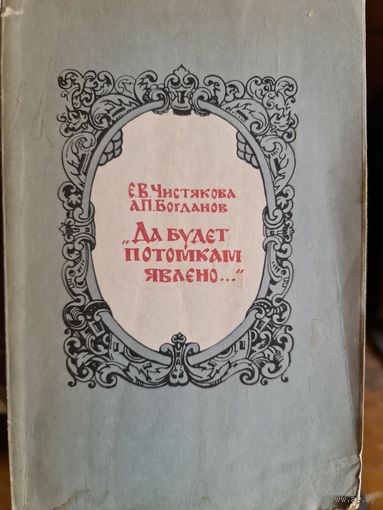 Е.В.Чистякова
А.П.Богданов
„Да будет
потомкам
явлено..."